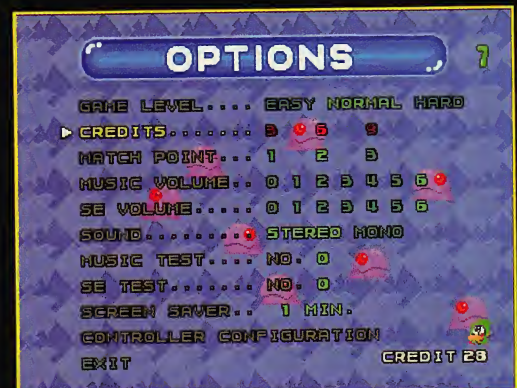 OPTIONS
7
GAME LEVEL.... EASY NORMAL HARD
CREDITS....... 3 6 9
MATCH POINT... 1 2 3
MUSIC VOLUME.. 0 1 2 3 4 5 6
SE VOLUME..... 0 1 2 3 4 5 6
SOUND........ STEREO MONO
MUSIC TEST.... NO. 0
SE TEST....... NO. 0
SCREEN SAVER.. 1 MIN.
CONTROLLER CONFIGURATION
EXIT
CREDIT 28